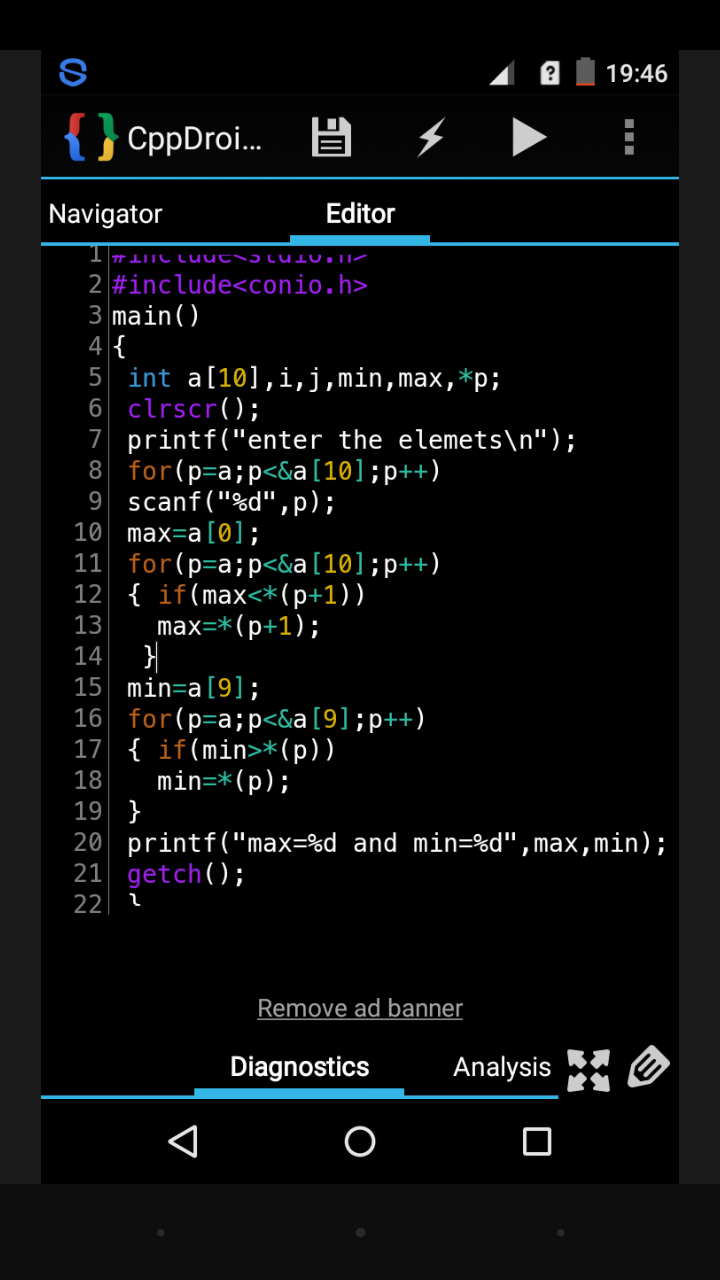 19:46
CppDroi...
Navigator
Editor
1 #include<stdio.h>
2 #include<conio.h>
3 main()
4 {
5 int a[10],i,j,min,max,*p;
6 clrscr();
7 printf("enter the elemets\n");
8 for(p=a;p<&a[10];p++)
9 scanf("%d",p);
10 max=a[0];
11 for(p=a;p<&a[10];p++)
12 { if(max<*(p+1))
13 max=*(p+1);
14 }
15 min=a[9];
16 for(p=a;p<&a[9];p++)
17 { if(min>*(p))
18 min=*(p);
19 }
20 printf("max=%d and min=%d",max,min);
21 getch();
22 }
Remove ad banner
Diagnostics
Analysis